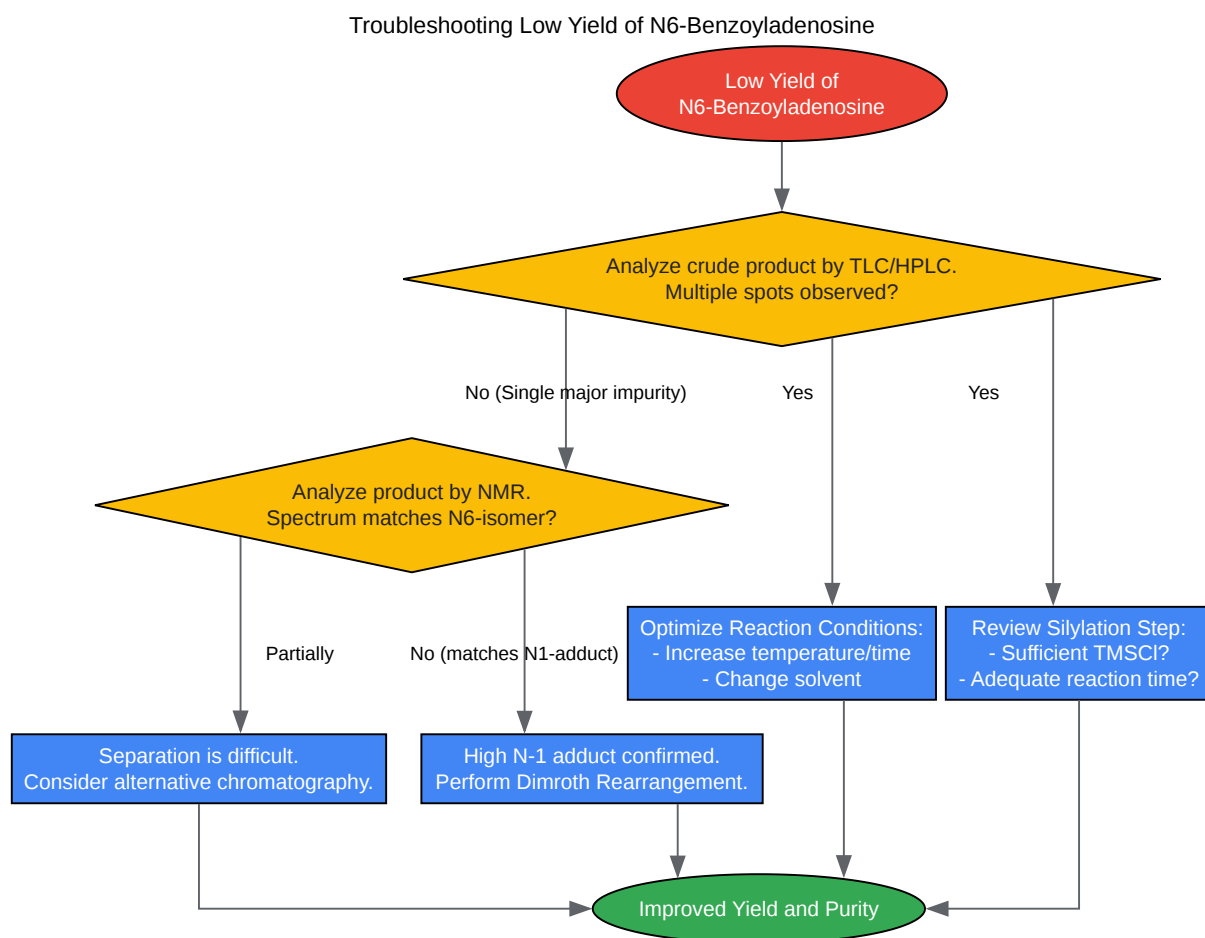 Troubleshooting Low Yield of N6-Benzoyladenosine
Low Yield of
N6-Benzoyladenosine
Analyze crude product by TLC/HPLC.
Multiple spots observed?
No (Single major impurity)
Yes
Yes
Analyze product by NMR.
Spectrum matches N6-isomer?
Optimize Reaction Conditions:
- Increase temperature/time
- Change solvent
Review Silylation Step:
- Sufficient TMSCl?
- Adequate reaction time?
Partially
No (matches N1-adduct)
Separation is difficult.
Consider alternative chromatography.
High N-1 adduct confirmed.
Perform Dimroth Rearrangement.
Improved Yield and Purity